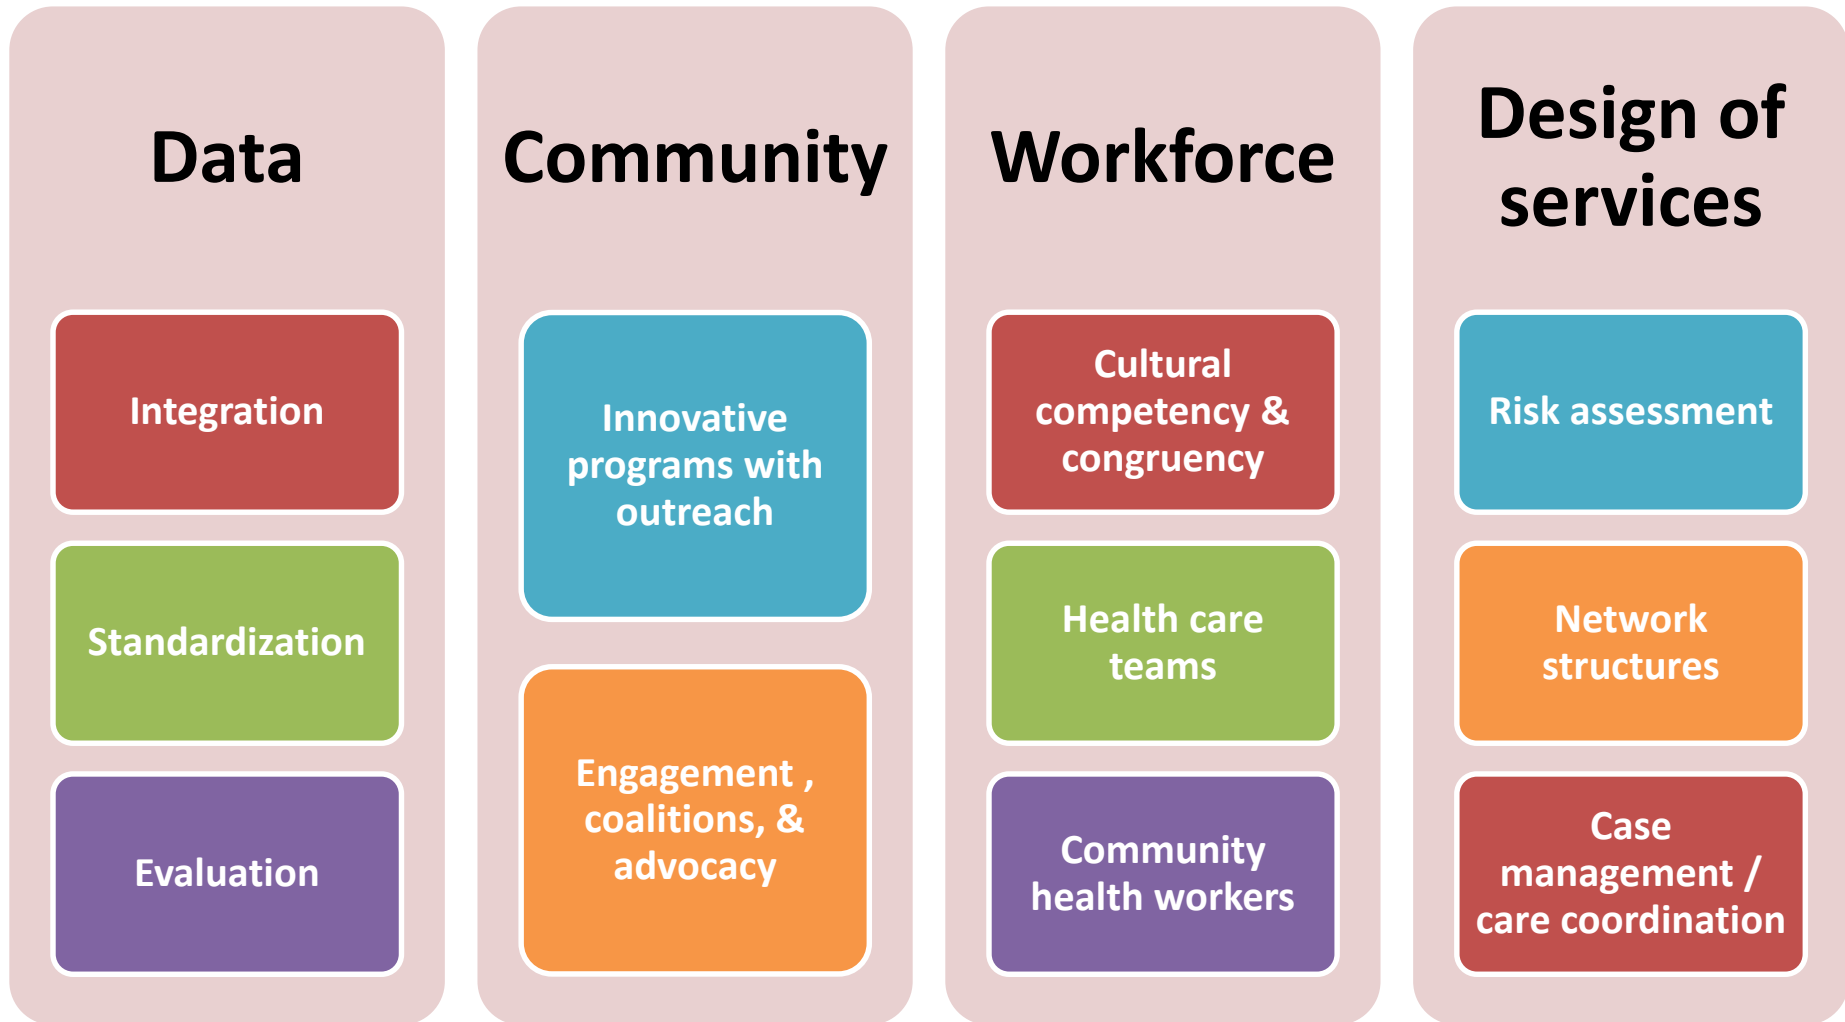 Data
Integration
Standardization
Evaluation
Community
Innovative
programs with
outreach
Engagement ,
coalitions, &
advocacy
Workforce
Cultural
competency &
congruency
Health care
teams
Community
health workers
Design of
services
Risk assessment
Network
structures
Case
management /
care coordination